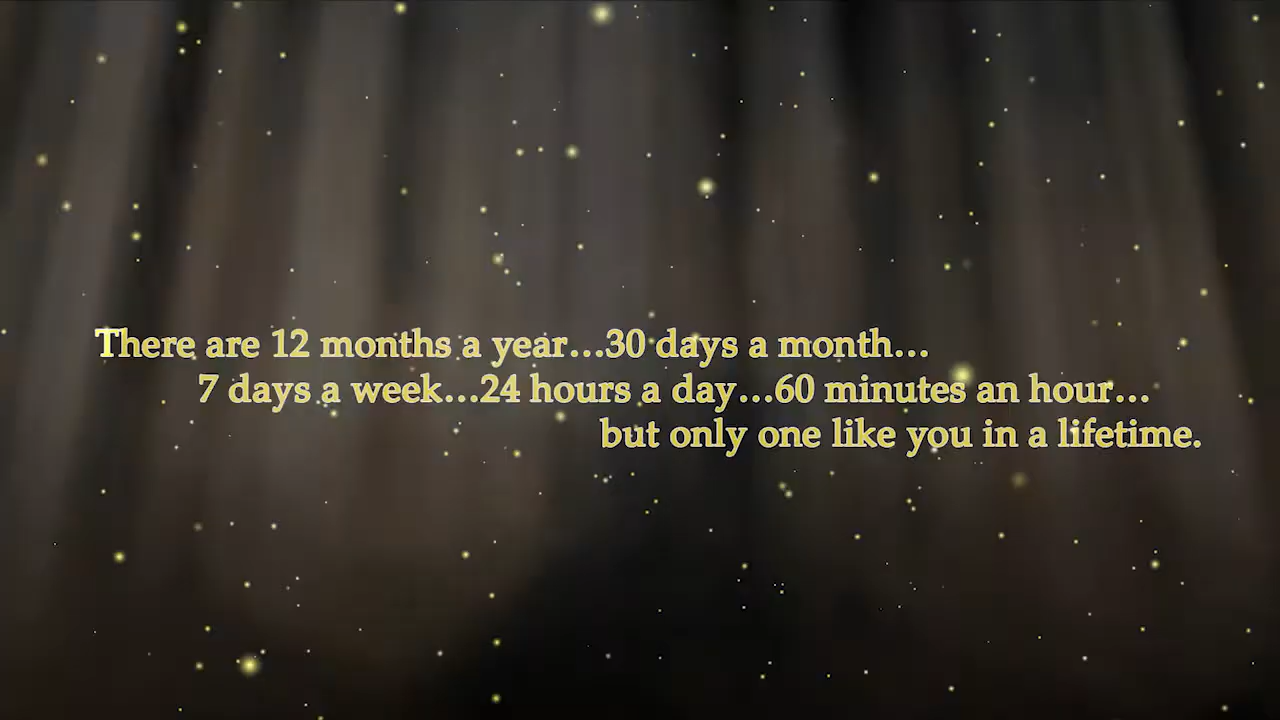 There are 12 months a year...30 days a month...
7 days a week...24 hours a day...60 minutes an hour...
but only one like you in a lifetime.